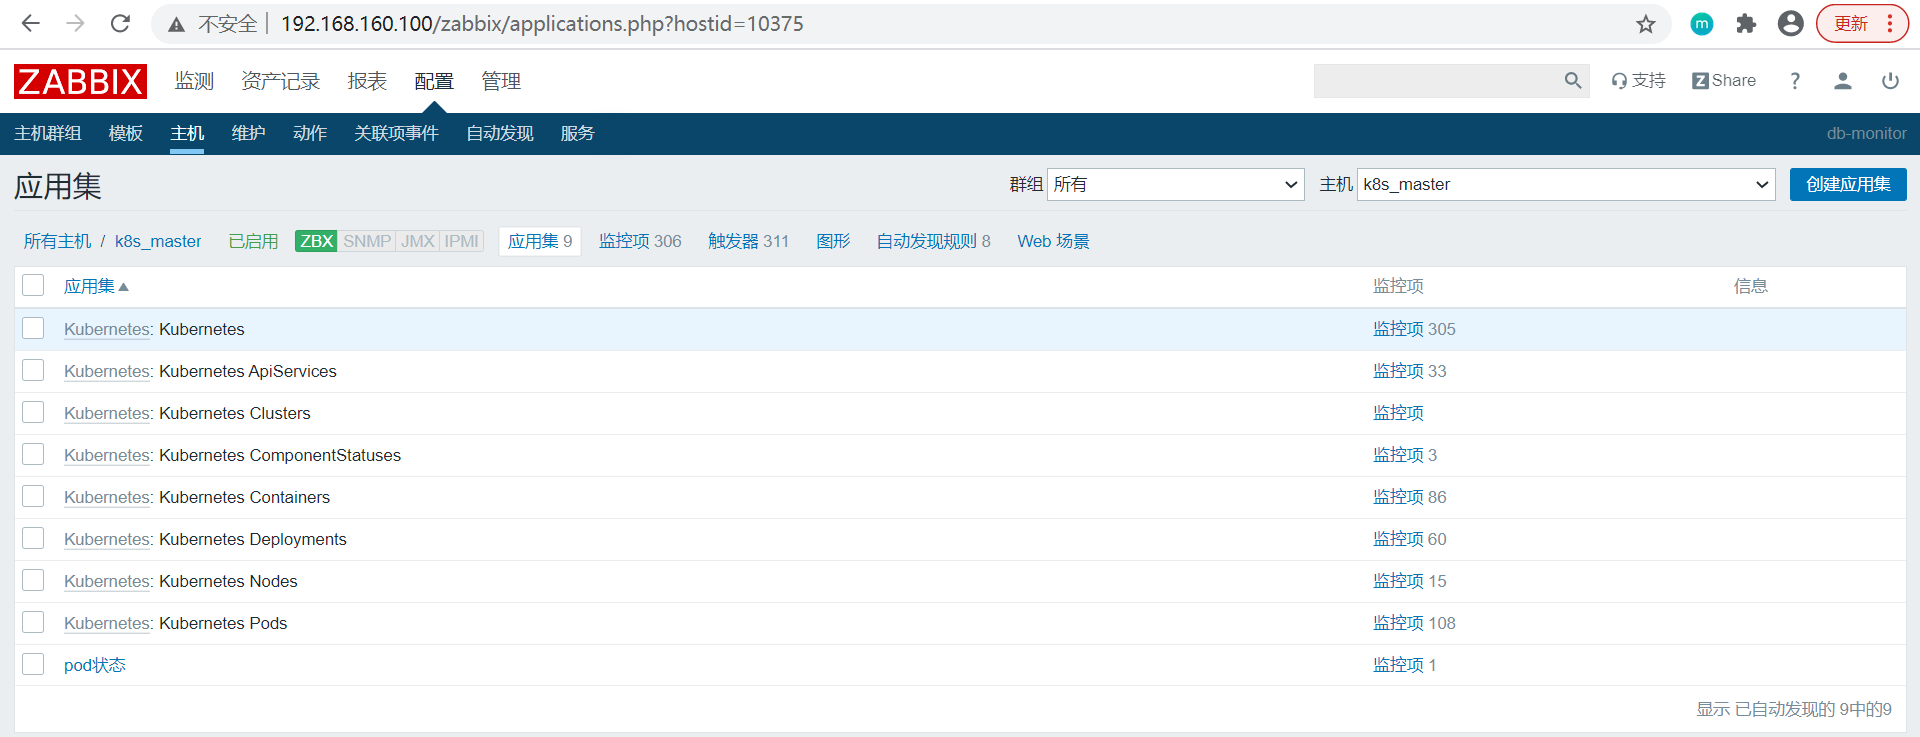 不安全 192.168.160.100/zabbix/applications.php?hostid=10375 m 更新
ZABBIX 监测 资产记录 报表 配置 管理 支持 Z Share ?
主机群组 模板 主机 维护 动作 关联项事件 自动发现 服务 db-monitor
应用集 群组 所有 主机 k8s_master 创建应用集
所有主机 / k8s_master 已启用 ZBX SNMP JMX IPMI 应用集 9 监控项 306 触发器 311 图形 自动发现规则 8 Web 场景
应用集 监控项 信息
Kubernetes: Kubernetes 监控项 305
Kubernetes: Kubernetes ApiServices 监控项 33
Kubernetes: Kubernetes Clusters 监控项
Kubernetes: Kubernetes ComponentStatuses 监控项 3
Kubernetes: Kubernetes Containers 监控项 86
Kubernetes: Kubernetes Deployments 监控项 60
Kubernetes: Kubernetes Nodes 监控项 15
Kubernetes: Kubernetes Pods 监控项 108
pod状态 监控项 1
显示 已自动发现的 9中的9